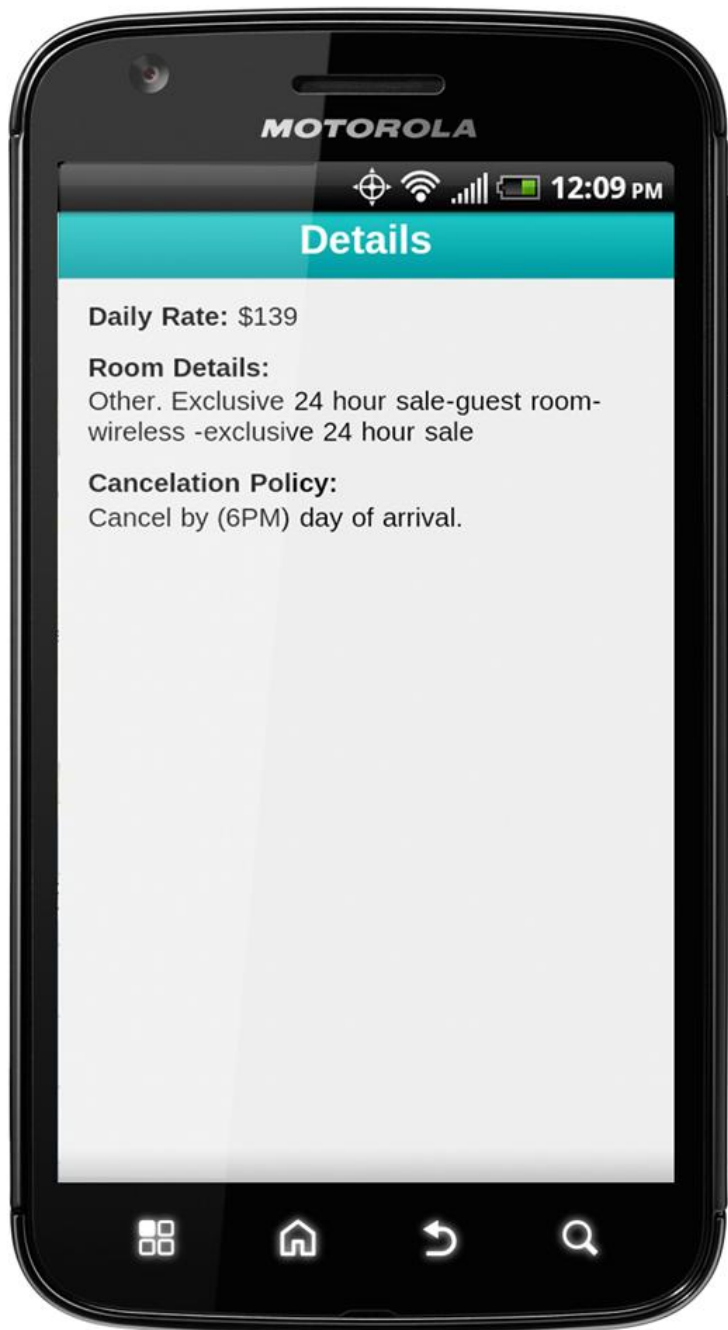 MOTOROLA
12:09 PM
Details
Daily Rate: $139
Room Details:
Other. Exclusive 24 hour sale-guest room-
wireless -exclusive 24 hour sale
Cancelation Policy:
Cancel by (6PM) day of arrival.